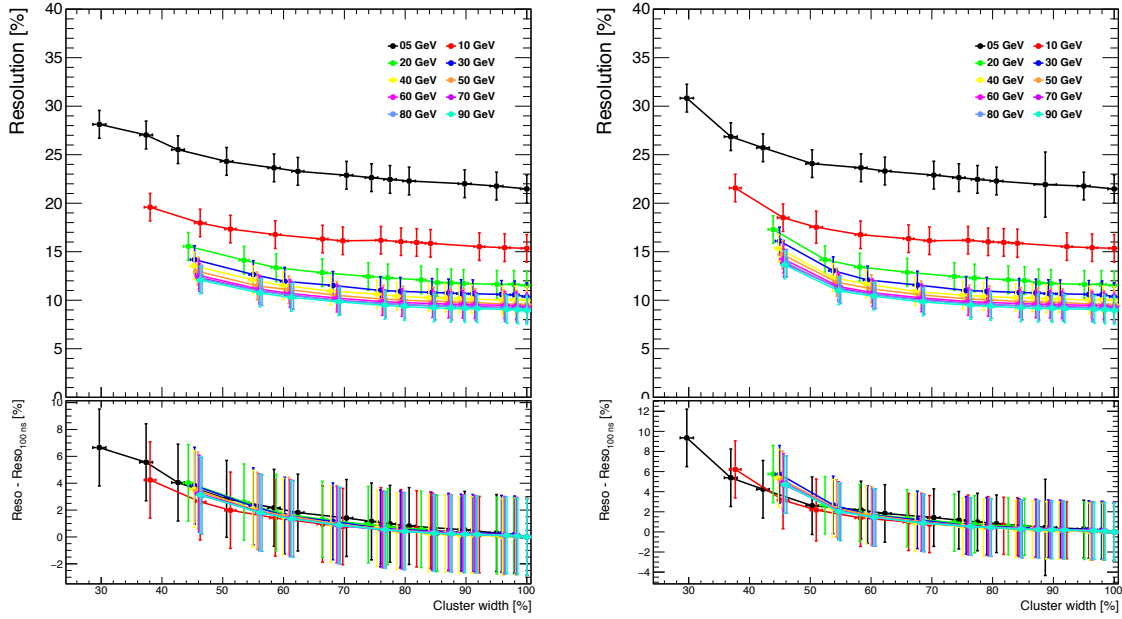 Resolution [%]
40
35
30
25
20
15
10
5
0
05 GeV 10 GeV
20 GeV 30 GeV
40 GeV 50 GeV
60 GeV 70 GeV
80 GeV 90 GeV
Reso - Reso100 ns [%]
10
8
6
4
2
0
−2
30 40 50 60 70 80 90 100
Cluster width [%]
Resolution [%]
40
35
30
25
20
15
10
5
0
05 GeV 10 GeV
20 GeV 30 GeV
40 GeV 50 GeV
60 GeV 70 GeV
80 GeV 90 GeV
Reso - Reso100 ns [%]
12
10
8
6
4
2
0
−2
−4
30 40 50 60 70 80 90 100
Cluster width [%]